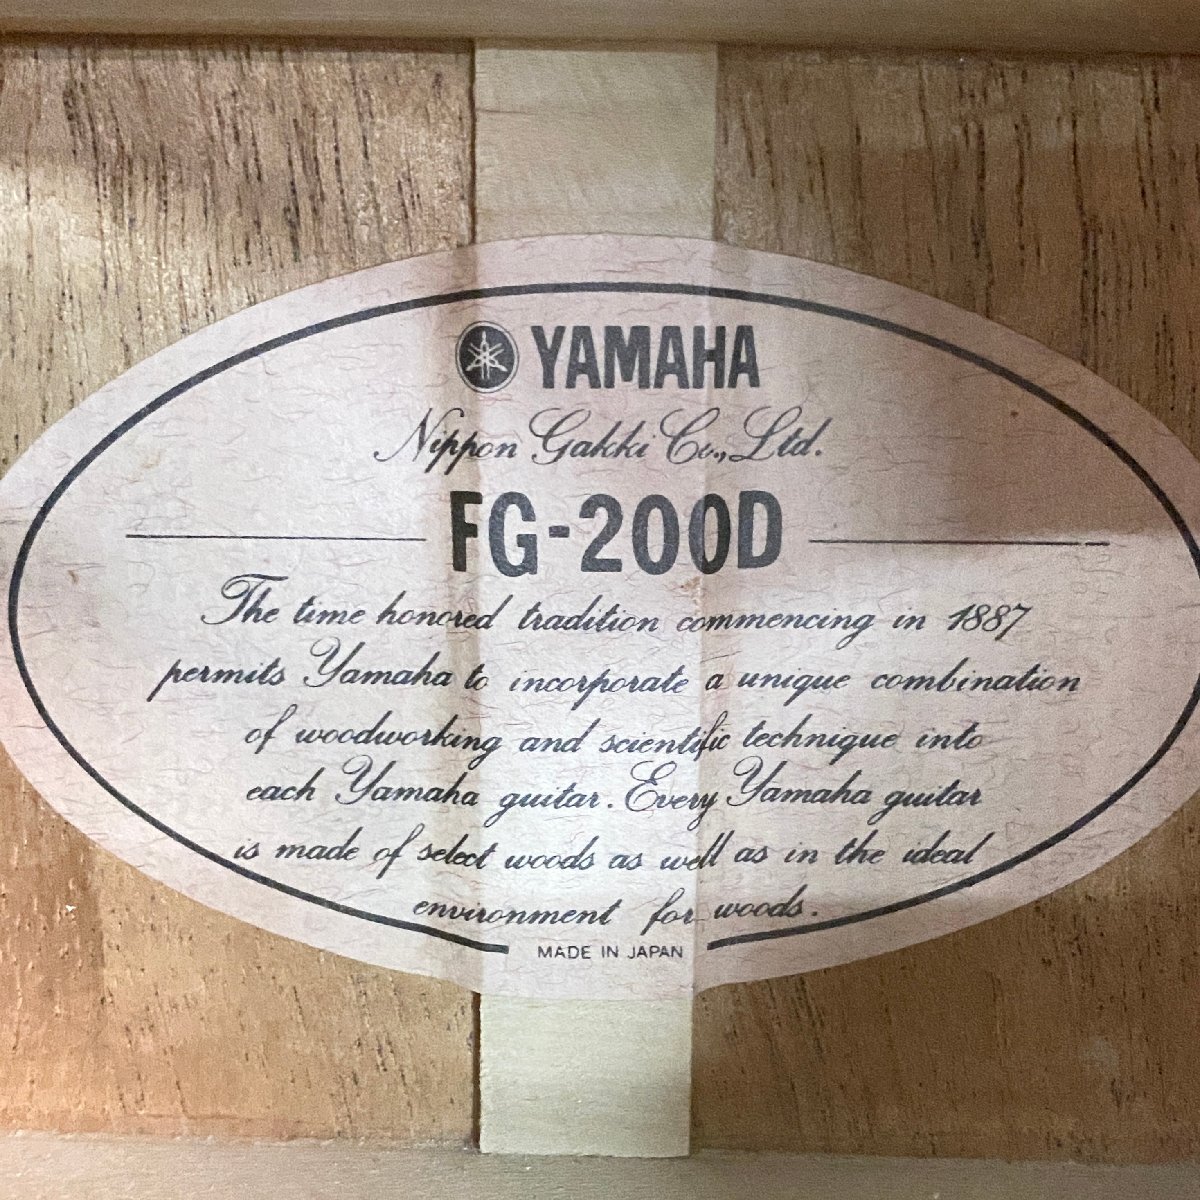 YAMAHA
Nippon Gakki Co., Ltd.
FG-200D
The time honored tradition commencing in 1887
permits Yamaha to incorporate a unique combination
of woodworking and scientific technique into
each Yamaha guitar. Every Yamaha guitar
is made of select woods as well as in the ideal
environment for woods.
MADE IN JAPAN